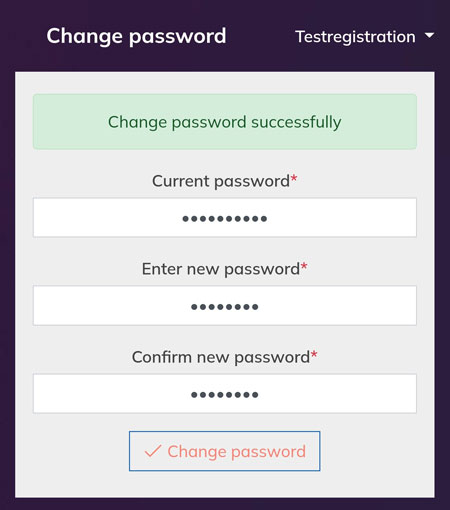 Change password
Testregistration
Change password successfully
Current password*
••••••••••
Enter new password*
••••••••
Confirm new password*
••••••••
Change password